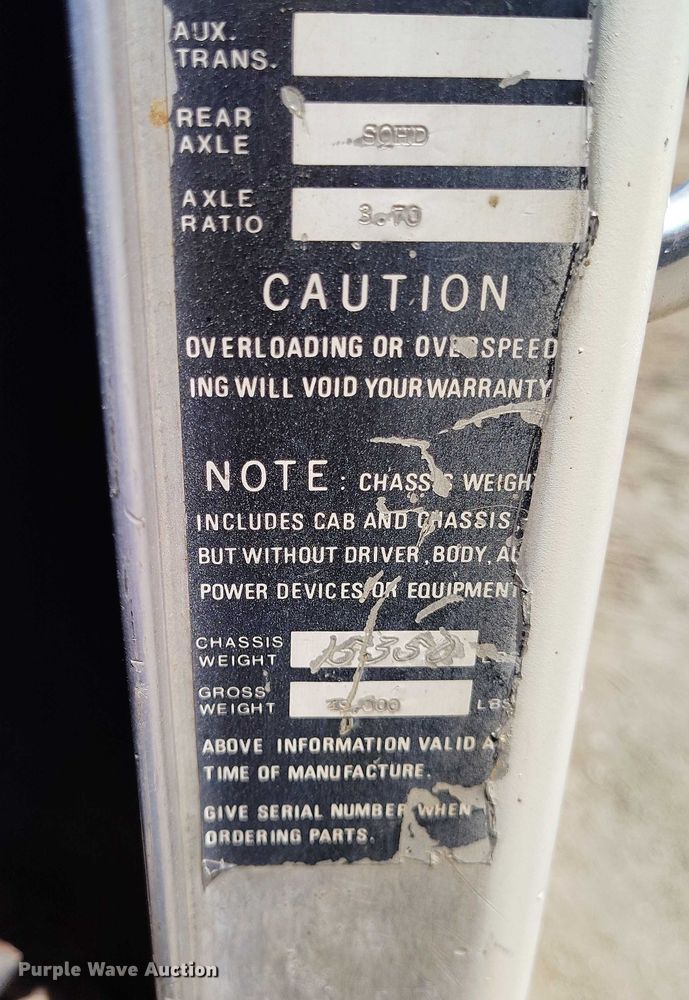 AUX.
TRANS.
REAR
AXLE SQHD
AXLE
RATIO 3.70
CAUTION
OVERLOADING OR OVERSPEED
ING WILL VOID YOUR WARRANTY
NOTE: CHASSIS WEIGH
INCLUDES CAB AND CHASSIS
BUT WITHOUT DRIVER, BODY, AU
POWER DEVICES OR EQUIPMENT
CHASSIS
WEIGHT
GROSS
WEIGHT LBS
ABOVE INFORMATION VALID A
TIME OF MANUFACTURE.
GIVE SERIAL NUMBER WHEN
ORDERING PARTS.
Purple Wave Auction